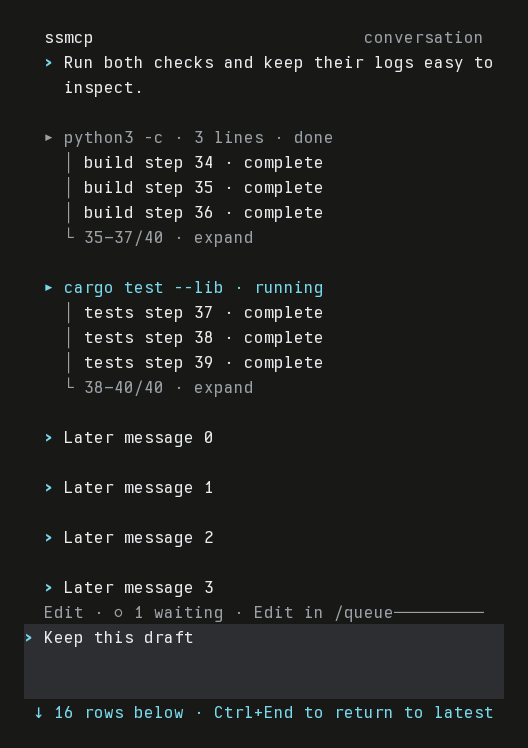 ssmcp conversation
› Run both checks and keep their logs easy to
inspect.
▸ python3 -c · 3 lines · done
│ build step 34 · complete
│ build step 35 · complete
│ build step 36 · complete
└ 35–37/40 · expand
▸ cargo test --lib · running
│ tests step 37 · complete
│ tests step 38 · complete
│ tests step 39 · complete
└ 38–40/40 · expand
› Later message 0
› Later message 1
› Later message 2
› Later message 3
Edit · ○ 1 waiting · Edit in /queue─────────
› Keep this draft
↓ 16 rows below · Ctrl+End to return to latest